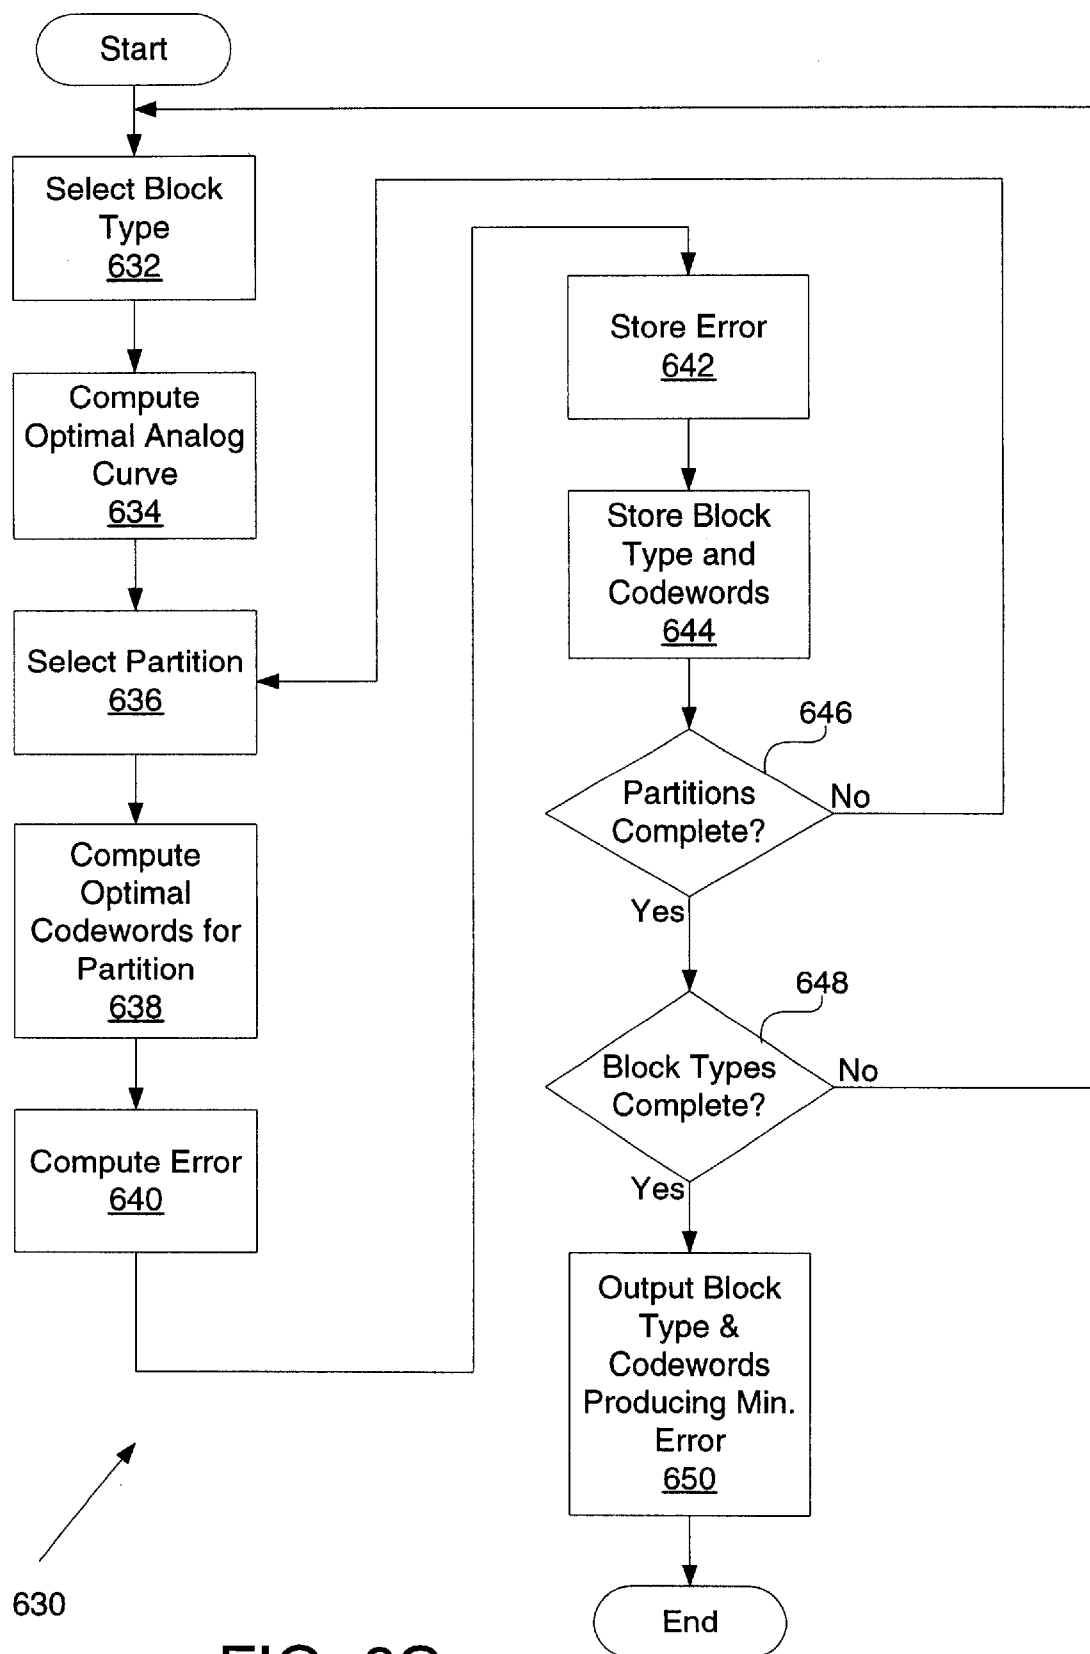 Start
Select Block
Type
632
Compute
Optimal Analog
Curve
634
Select Partition
636
Compute
Optimal
Codewords for
Partition
638
Compute Error
640
630
Store Error
642
Store Block
Type and
Codewords
644
646
Partitions
Complete?
No
Yes
648
Block Types
Complete?
No
Yes
Output Block
Type &
Codewords
Producing Min.
Error
650
End